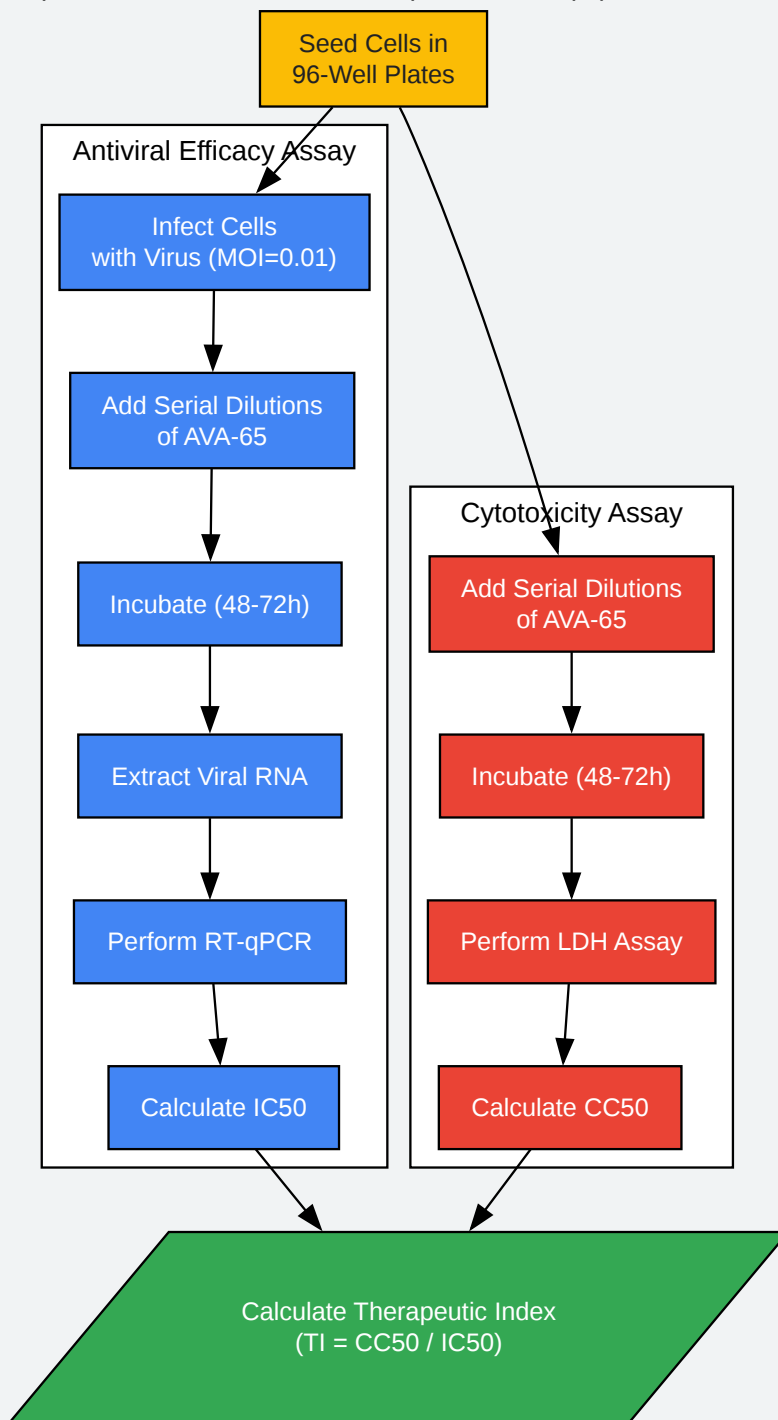 Seed Cells in
96-Well Plates
Antiviral Efficacy Assay
Infect Cells
with Virus (MOI=0.01)
Add Serial Dilutions
of AVA-65
Incubate (48-72h)
Extract Viral RNA
Perform RT-qPCR
Calculate IC50
Cytotoxicity Assay
Add Serial Dilutions
of AVA-65
Incubate (48-72h)
Perform LDH Assay
Calculate CC50
Calculate Therapeutic Index
(TI = CC50 / IC50)